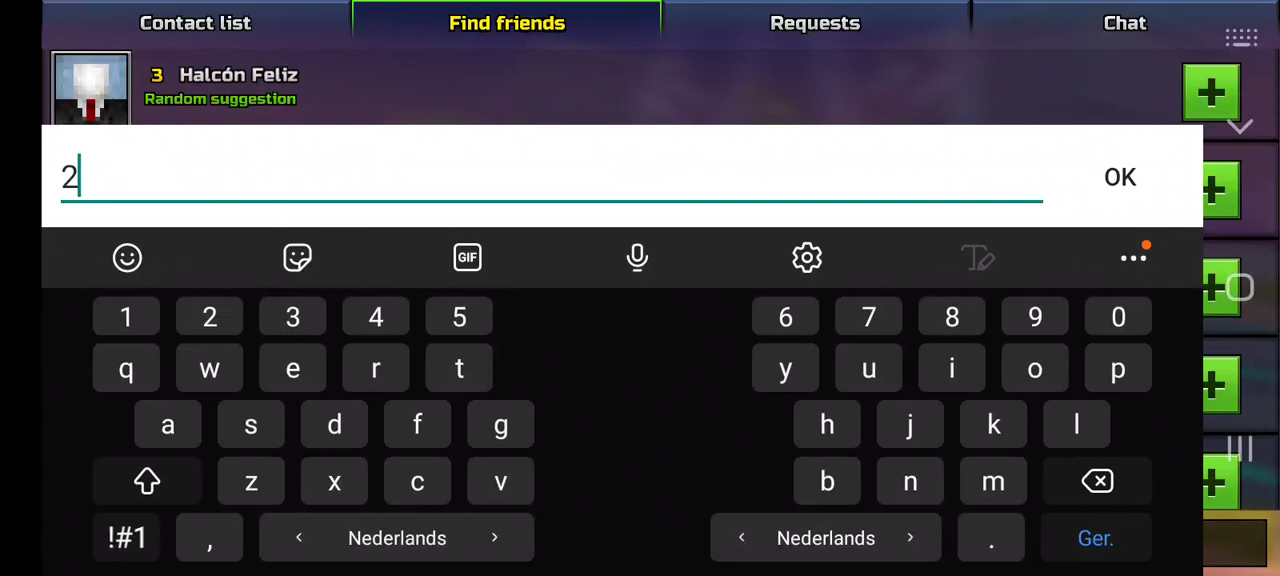 Contact list
Find friends
Requests
Chat
3 Halcón Feliz
Random suggestion
2
OK
GIF
1 2 3 4 5 6 7 8 9 0
q w e r t y u i o p
a s d f g h j k l
z x c v b n m
!#1 , < Nederlands > < Nederlands > . Ger.